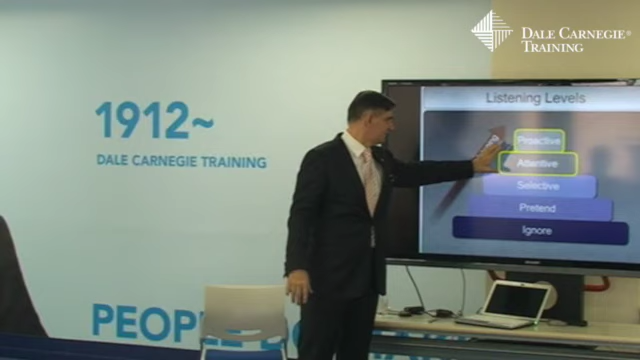 DALE CARNEGIE®
TRAINING
1912~
DALE CARNEGIE TRAINING
Listening Levels
Proactive
Attentive
Selective
Pretend
Ignore
PEOPLE